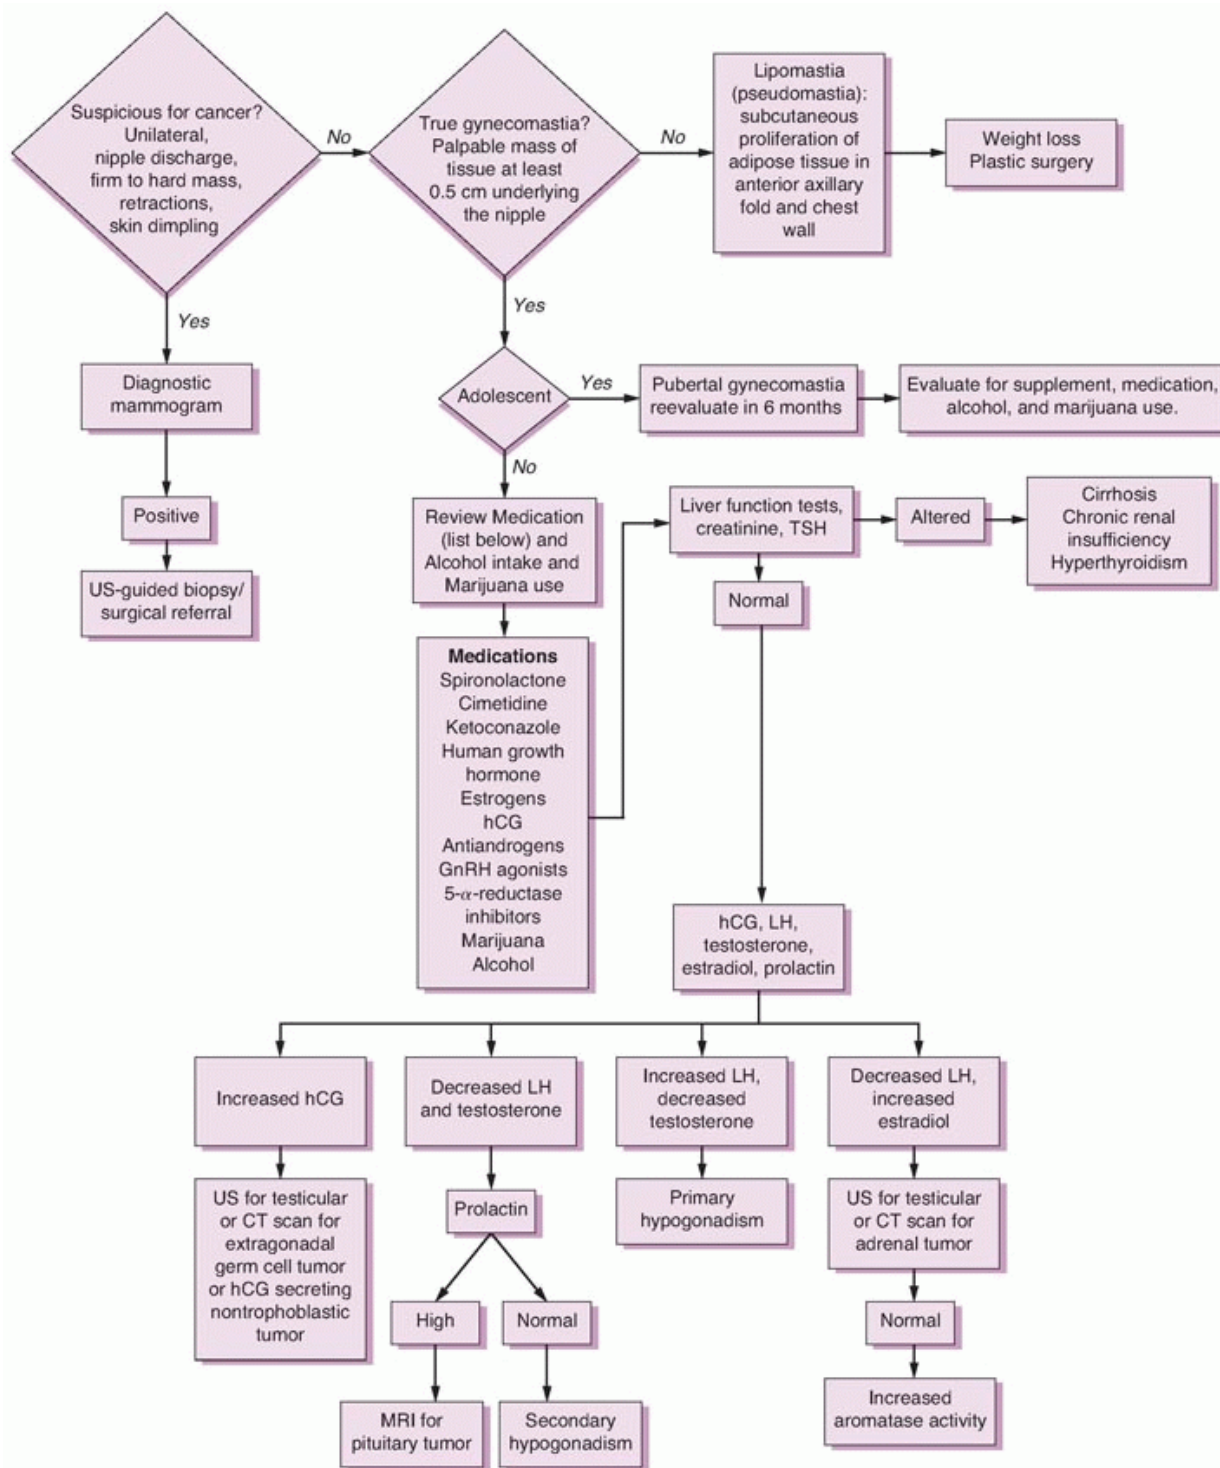 Suspicious for cancer?
Unilateral,
nipple discharge,
firm to hard mass,
retractions,
skin dimpling
No
True gynecomastia?
Palpable mass of
tissue at least
0.5 cm underlying
the nipple
No
Lipomastia
(pseudomastia):
subcutaneous
proliferation of
adipose tissue in
anterior axillary
fold and chest
wall
Weight loss
Plastic surgery
Yes
Diagnostic
mammogram
Positive
US-guided biopsy/
surgical referral
Yes
Adolescent
Yes
Pubertal gynecomastia
reevaluate in 6 months
Evaluate for supplement, medication,
alcohol, and marijuana use.
No
Review Medication
(list below) and
Alcohol intake and
Marijuana use
Medications
Spironolactone
Cimetidine
Ketoconazole
Human growth
hormone
Estrogens
hCG
Antiandrogens
GnRH agonists
5-α-reductase
inhibitors
Marijuana
Alcohol
Liver function tests,
creatinine, TSH
Altered
Cirrhosis
Chronic renal
insufficiency
Hyperthyroidism
Normal
hCG, LH,
testosterone,
estradiol, prolactin
Increased hCG
US for testicular
or CT scan for
extragonadal
germ cell tumor
or hCG secreting
nontrophoblastic
tumor
Decreased LH
and testosterone
Prolactin
High
MRI for
pituitary tumor
Normal
Secondary
hypogonadism
Increased LH,
decreased
testosterone
Primary
hypogonadism
Decreased LH,
increased
estradiol
US for testicular
or CT scan for
adrenal tumor
Normal
Increased
aromatase activity